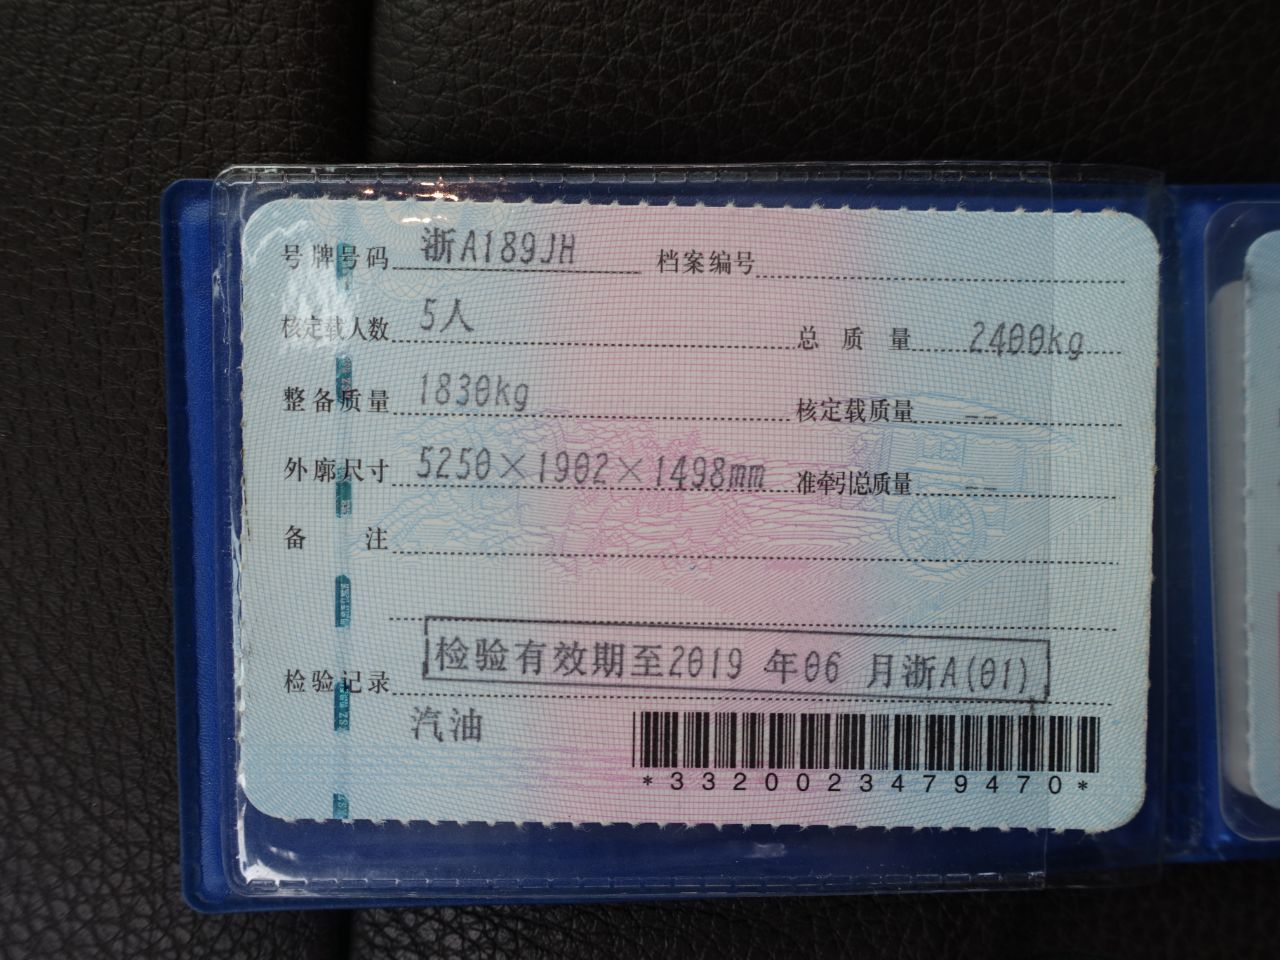 号牌号码 浙A189JH 档案编号
核定载人数 5人 总质量 2400kg
整备质量 1830kg 核定载质量 --
外廓尺寸 5250×1902×1498mm 准牵引总质量 --
备注
检验记录 检验有效期至2019 年06 月浙A(01)
汽油
*3320023479470*